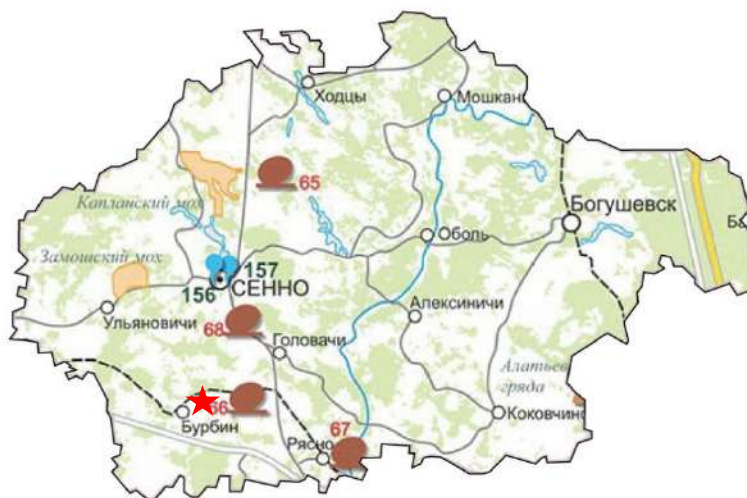 Ходцы
Мошкан
65
Капланский мох
Богушевск
Замошский мох
Оболь
157
156
СЕННО
Ульяновичи
68
Алексиничи
Головачи
Алатьев
гряда
66
Бурбин
Коковчино
67
Рясно